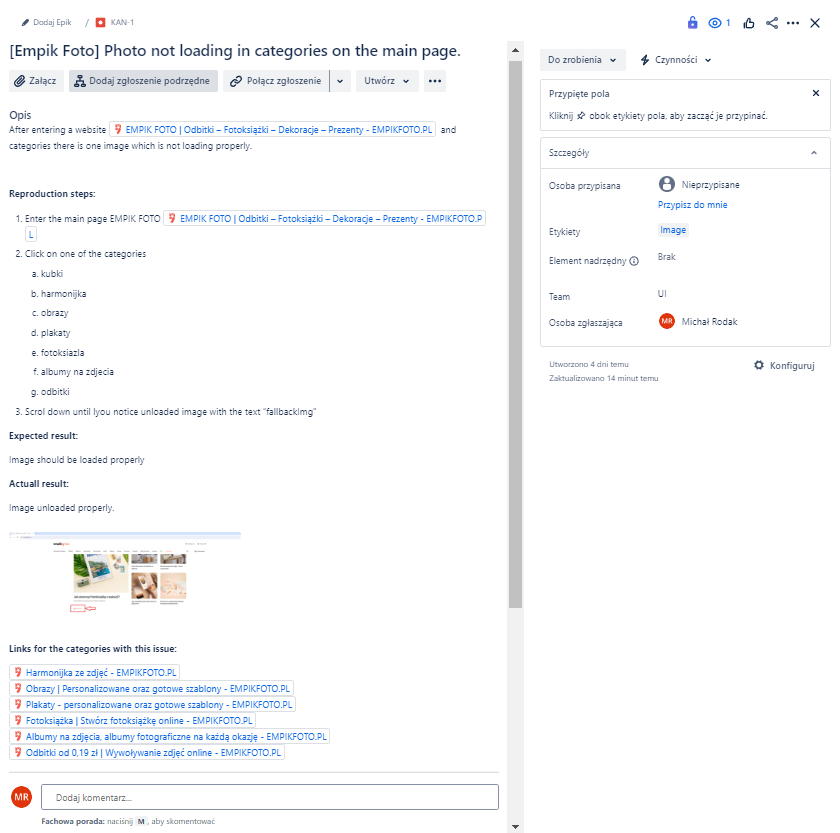 Dodaj Epik / KAN-1
1
[Empik Foto] Photo not loading in categories on the main page.
Załącz
Dodaj zgłoszenie podrzędne
Połącz zgłoszenie
Utwórz
Opis
After entering a website EMPIK FOTO | Odbitki – Fotoksiążki – Dekoracje – Prezenty - EMPIKFOTO.PL and
categories there is one image which is not loading properly.
Reproduction steps:
1. Enter the main page EMPIK FOTO EMPIK FOTO | Odbitki – Fotoksiążki – Dekoracje – Prezenty - EMPIKFOTO.P
L
2. Click on one of the categories
a. kubki
b. harmonijka
c. obrazy
d. plakaty
e. fotoksiazla
f. albumy na zdjecia
g. odbitki
3. Scrol down until Iyou notice unloaded image with the text "fallbackImg"
Expected result:
Image should be loaded properly
Actuall result:
Image unloaded properly.
Links for the categories with this issue:
Harmonijka ze zdjęć - EMPIKFOTO.PL
Obrazy | Personalizowane oraz gotowe szablony - EMPIKFOTO.PL
Plakaty - personalizowane oraz gotowe szablony - EMPIKFOTO.PL
Fotoksiążka | Stwórz fotoksiążkę online - EMPIKFOTO.PL
Albumy na zdjęcia, albumy fotograficzne na każdą okazję - EMPIKFOTO.PL
Odbitki od 0,19 zł | Wywoływanie zdjęć online - EMPIKFOTO.PL
MR
Dodaj komentarz...
Fachowa porada: naciśnij M, aby skomentować
Do zrobienia
Czynności
Przypięte pola
Kliknij obok etykiety pola, aby zacząć je przypinać.
Szczegóły
Osoba przypisana
Nieprzypisane
Przypisz do mnie
Etykiety
Image
Element nadrzędny
Brak
Team
UI
Osoba zgłaszająca
MR Michał Rodak
Utworzono 4 dni temu
Konfiguruj
Zaktualizowano 14 minut temu